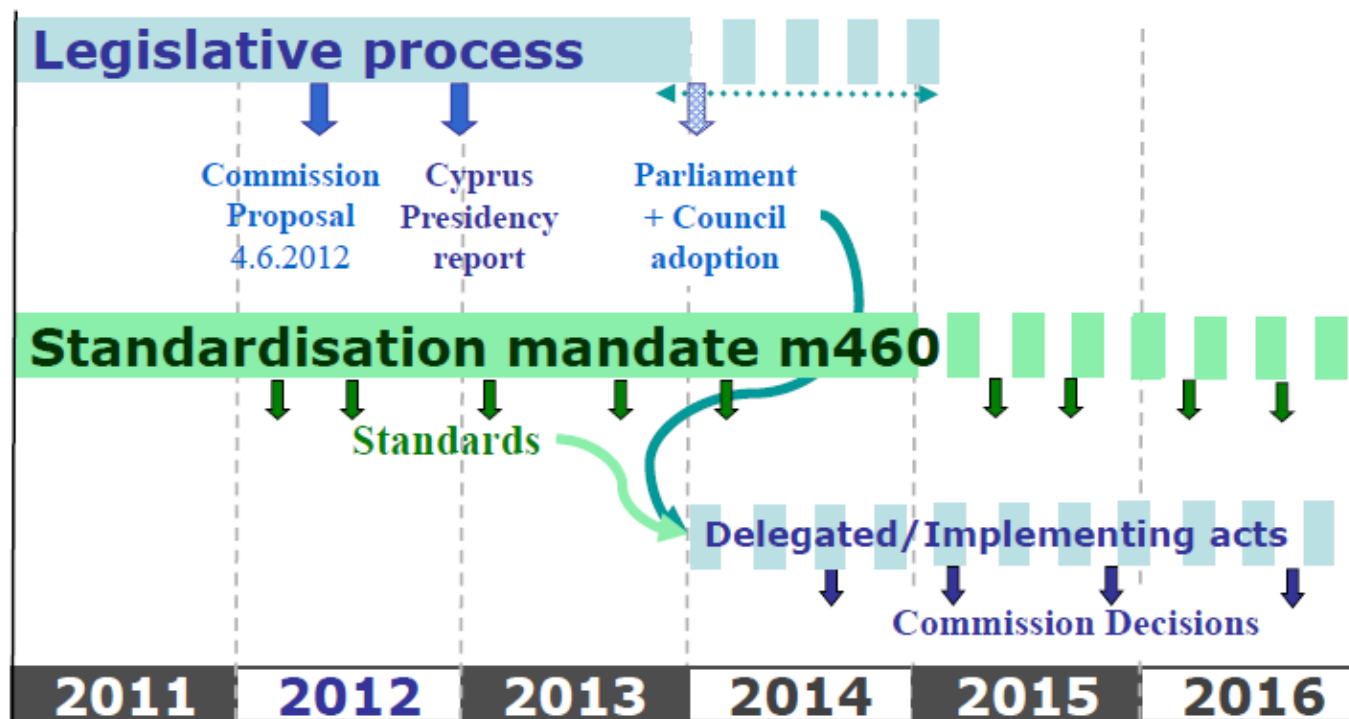 Legislative process
Commission
Proposal
4.6.2012
Cyprus
Presidency
report
Parliament
+ Council
adoption
Standardisation mandate m460
Standards
Delegated/Implementing acts
Commission Decisions
2011
2012
2013
2014
2015
2016